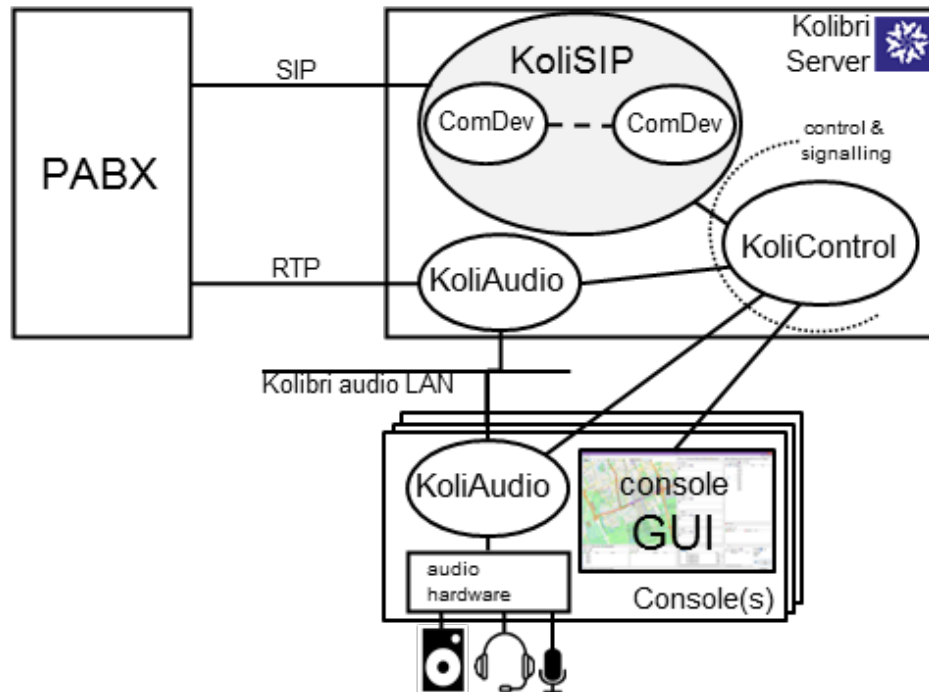 Kolibri
Server
KoliSIP
SIP
ComDev
ComDev
control &
signalling
PABX
KoliControl
RTP
KoliAudio
Kolibri audio LAN
KoliAudio
console
GUI
audio
hardware
Console(s)